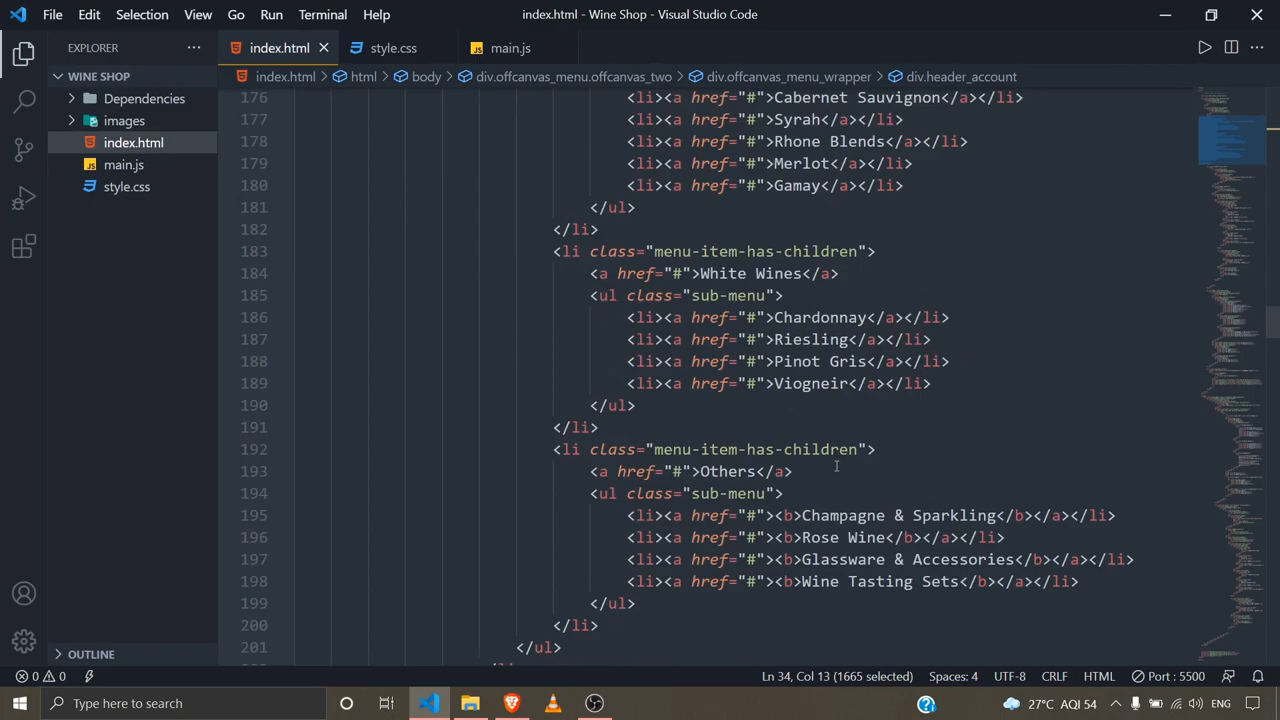 File Edit Selection View Go Run Terminal Help index.html - Wine Shop - Visual Studio Code
EXPLORER
index.html style.css main.js
WINE SHOP
index.html html body div.offcanvas_menu.offcanvas_two div.offcanvas_menu_wrapper div.header_account
Dependencies
images
index.html
main.js
style.css
176 <li><a href="#">Cabernet Sauvignon</a></li>
177 <li><a href="#">Syrah</a></li>
178 <li><a href="#">Rhone Blends</a></li>
179 <li><a href="#">Merlot</a></li>
180 <li><a href="#">Gamay</a></li>
181 </ul>
182 </li>
183 <li class="menu-item-has-children">
184 <a href="#">White Wines</a>
185 <ul class="sub-menu">
186 <li><a href="#">Chardonnay</a></li>
187 <li><a href="#">Riesling</a></li>
188 <li><a href="#">Pinot Gris</a></li>
189 <li><a href="#">Viogneir</a></li>
190 </ul>
191 </li>
192 <li class="menu-item-has-children">
193 <a href="#">Others</a>
194 <ul class="sub-menu">
195 <li><a href="#"><b>Champagne & Sparkling</b></a></li>
196 <li><a href="#"><b>Rose Wine</b></a></li>
197 <li><a href="#"><b>Glassware & Accessories</b></a></li>
198 <li><a href="#"><b>Wine Tasting Sets</b></a></li>
199 </ul>
200 </li>
201 </ul>
OUTLINE
0 0 Ln 34, Col 13 (1665 selected) Spaces: 4 UTF-8 CRLF HTML Port : 5500
Type here to search 27°C AQI 54 ENG